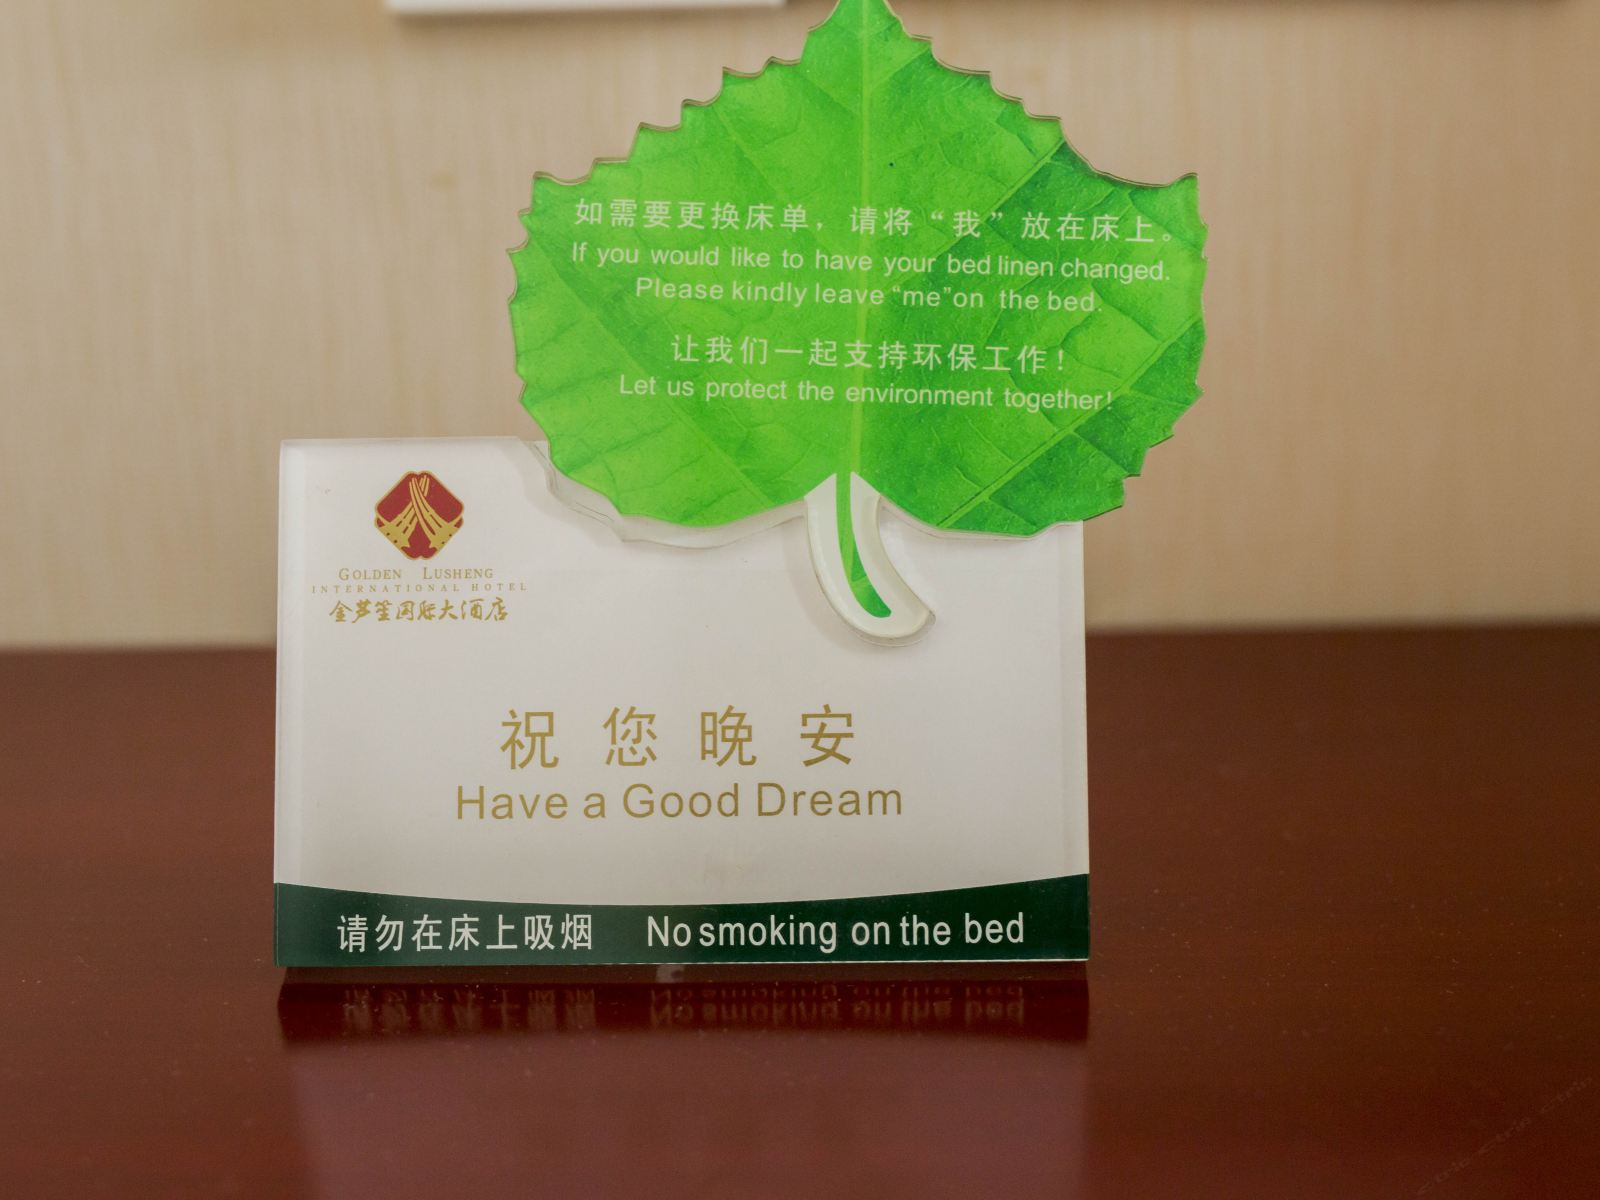 如需要更换床单，请将“我”放在床上。
If you would like to have your bed linen changed.
Please kindly leave “me”on the bed.
让我们一起支持环保工作！
Let us protect the environment together!
GOLDEN LUSHENG
INTERNATIONAL HOTEL
金芦笙国际大酒店
祝您晚安
Have a Good Dream
请勿在床上吸烟 No smoking on the bed